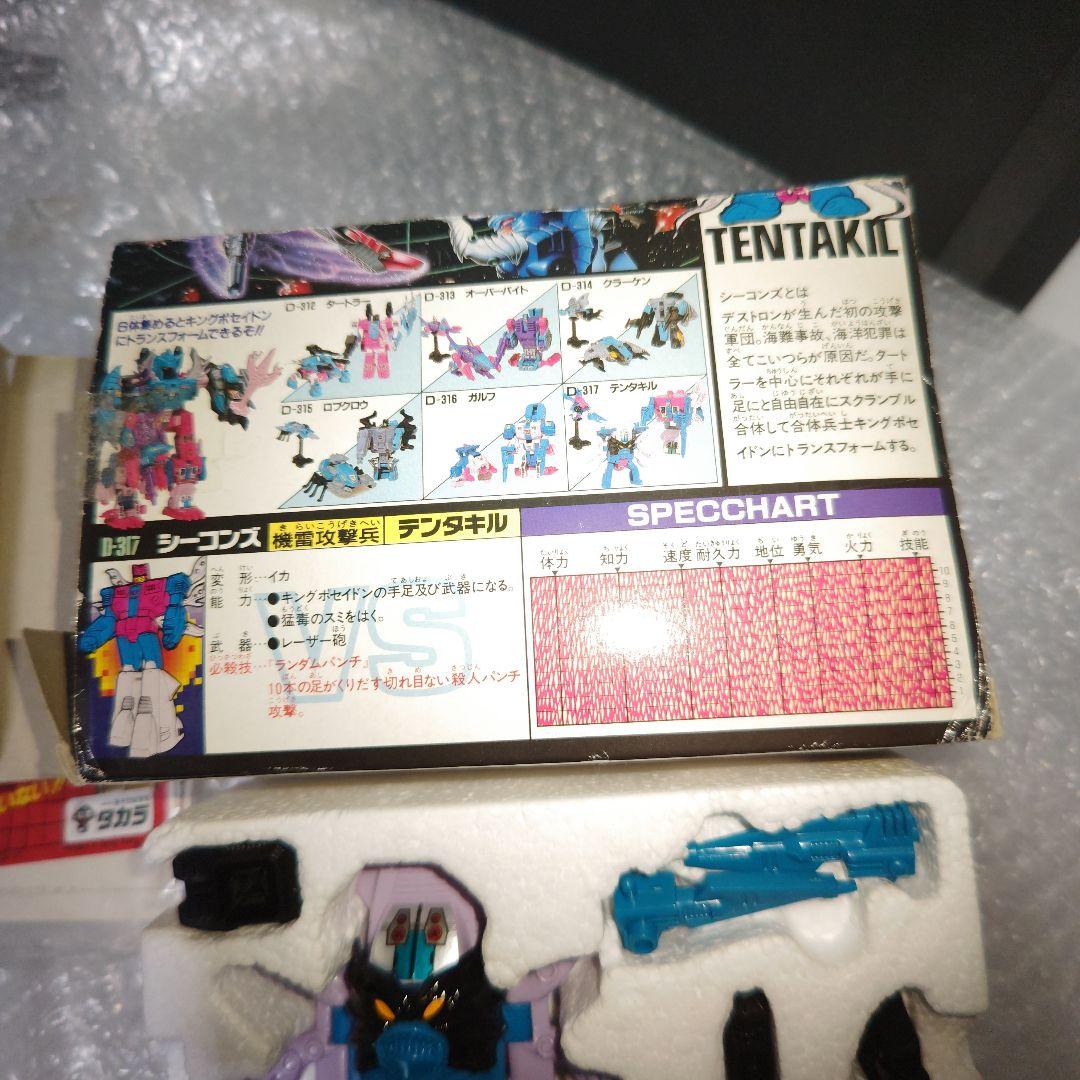 TENTAKIL
6体集めるとキングポセイドン
にトランスフォームできるぞ!!
D-312 タートラー
D-313 オーバーバイト
D-314 クラーケン
D-315 ロブクロウ
D-316 ガルフ
D-317 テンタキル
シーコンズとは
デストロンが生んだ初の攻撃
軍団。海難事故、海洋犯罪は
全てこいつらが原因だ。タート
ラーを中心にそれぞれが手に
足にと自由自在にスクランブル
合体して合体兵士キングポセ
イドンにトランスフォームする。
D-317 シーコンズ 機雷攻撃兵 テンタキル
変形…イカ
能力…●キングポセイドンの手足及び武器になる。
●猛毒のスミをはく。
武器…●レーザー砲
必殺技…『ランダムパンチ』
10本の足がくりだす切れ目ない殺人パンチ
攻撃。
VS
SPECCHART
体力 知力 速度 耐久力 地位 勇気 火力 技能
10
9
8
7
6
5
4
3
2
1
いない!
タカラ